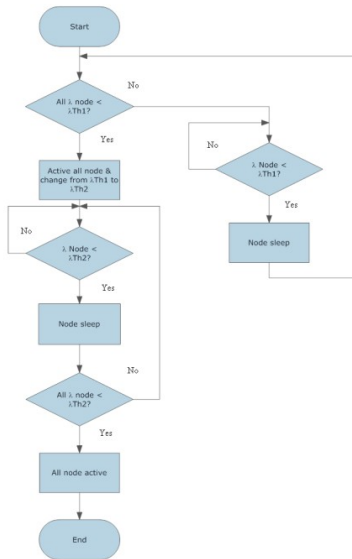 Start
All λ node <
λTh1?
No
Yes
Active all node &
change from λTh1 to
λTh2
No
λ Node <
λTh1?
Yes
Node sleep
No
λ Node <
λTh2?
Yes
Node sleep
No
All λ node <
λTh2?
Yes
All node active
End